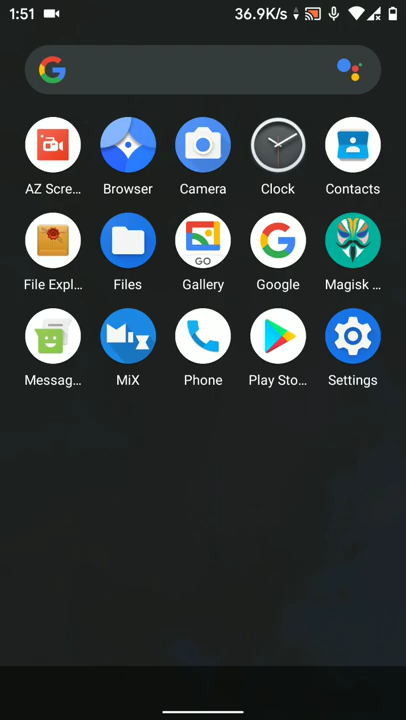 1:51 36.9K/s
AZ Scre... Browser Camera Clock Contacts
File Expl... Files Gallery Google Magisk ...
GO
Messag... MiX Phone Play Sto... Settings